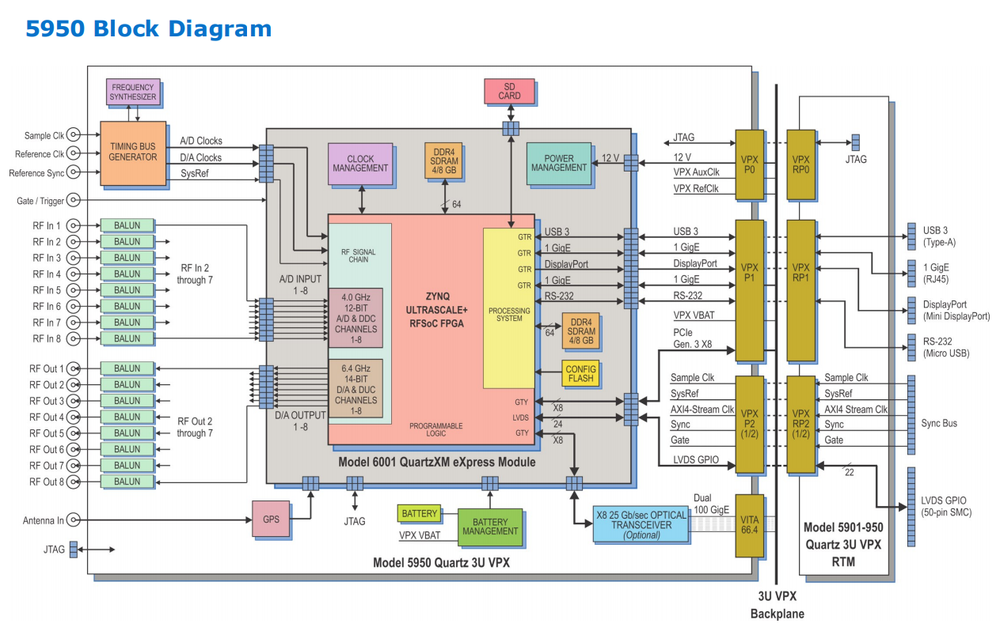 5950 Block Diagram
FREQUENCY
SYNTHESIZER
SD
CARD
Sample Clk
Reference Clk
Reference Sync
Gate / Trigger
TIMING BUS
GENERATOR
A/D Clocks
D/A Clocks
SysRef
CLOCK
MANAGEMENT
DDR4
SDRAM
4/8 GB
64
POWER
MANAGEMENT
12 V
JTAG
12 V
VPX AuxClk
VPX RefClk
VPX
P0
VPX
RP0
JTAG
RF In 1
RF In 2
RF In 3
RF In 4
RF In 5
RF In 6
RF In 7
RF In 8
BALUN
BALUN
BALUN
BALUN
BALUN
BALUN
BALUN
BALUN
RF In 2
through 7
A/D INPUT
1 -8
RF SIGNAL
CHAIN
4.0 GHz
12-BIT
A/D & DDC
CHANNELS
1-8
6.4 GHz
14-BIT
D/A & DUC
CHANNELS
1-8
ZYNQ
ULTRASCALE+
RFSoC FPGA
PROCESSING
SYSTEM
GTR
GTR
GTR
GTR
USB 3
1 GigE
DisplayPort
1 GigE
RS-232
64
DDR4
SDRAM
4/8 GB
CONFIG
FLASH
GTY
LVDS
GTY
X8
24
X8
PROGRAMMABLE
LOGIC
Model 6001 QuartzXM eXpress Module
USB 3
1 GigE
DisplayPort
1 GigE
RS-232
VPX VBAT
PCIe
Gen. 3 X8
VPX
P1
VPX
RP1
USB 3
(Type-A)
1 GigE
(RJ45)
DisplayPort
(Mini DisplayPort)
RS-232
(Micro USB)
RF Out 1
RF Out 2
RF Out 3
RF Out 4
RF Out 5
RF Out 6
RF Out 7
RF Out 8
BALUN
BALUN
BALUN
BALUN
BALUN
BALUN
BALUN
BALUN
RF Out 2
through 7
D/A OUTPUT
1 -8
Sample Clk
SysRef
AXI4-Stream Clk
Sync
Gate
LVDS GPIO
VPX
P2
(1/2)
VPX
RP2
(1/2)
Sample Clk
SysRef
AXI4 Stream Clk
Sync
Gate
22
Sync Bus
LVDS GPIO
(50-pin SMC)
Antenna In
GPS
JTAG
JTAG
BATTERY
VPX VBAT
BATTERY
MANAGEMENT
X8 25 Gb/sec OPTICAL
TRANSCEIVER
(Optional)
Dual
100 GigE
VITA
66.4
Model 5901-950
Quartz 3U VPX
RTM
Model 5950 Quartz 3U VPX
3U VPX
Backplane